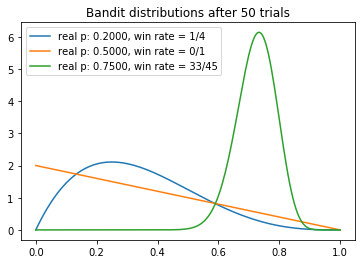 Bandit distributions after 50 trials
real p: 0.2000, win rate = 1/4
real p: 0.5000, win rate = 0/1
real p: 0.7500, win rate = 33/45
6
5
4
3
2
1
0
0.0 0.2 0.4 0.6 0.8 1.0